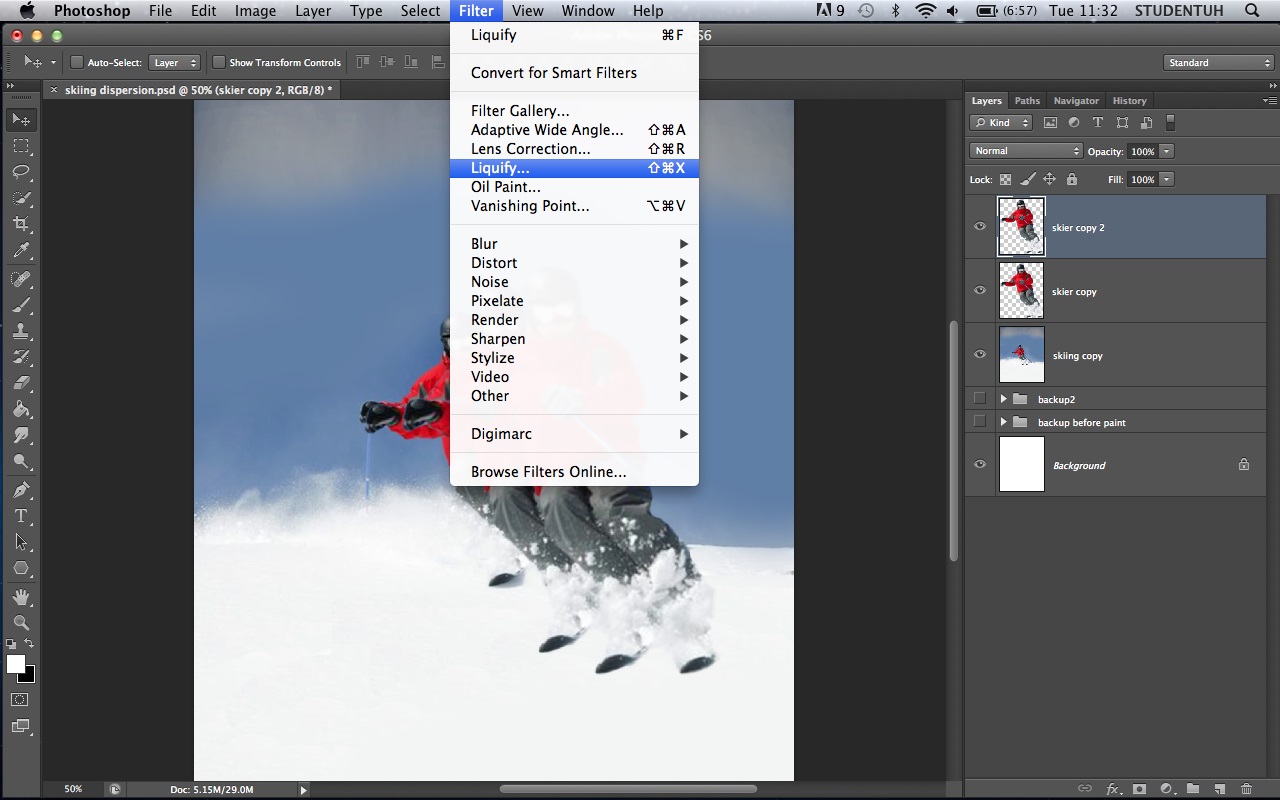 Photoshop File Edit Image Layer Type Select Filter View Window Help 9 (6:57) Tue 11:32 STUDENTUH
S6
Auto-Select: Layer Show Transform Controls Standard
× skiing dispersion.psd @ 50% (skier copy 2, RGB/8) *
Liquify ⌘F
Convert for Smart Filters
Filter Gallery...
Adaptive Wide Angle... ⇧⌘A
Lens Correction... ⇧⌘R
Liquify... ⇧⌘X
Oil Paint...
Vanishing Point... ⌥⌘V
Blur
Distort
Noise
Pixelate
Render
Sharpen
Stylize
Video
Other
Digimarc
Browse Filters Online...
Layers Paths Navigator History
Kind
Normal Opacity: 100%
Lock: Fill: 100%
skier copy 2
skier copy
skiing copy
backup2
backup before paint
Background
50% Doc: 5.15M/29.0M